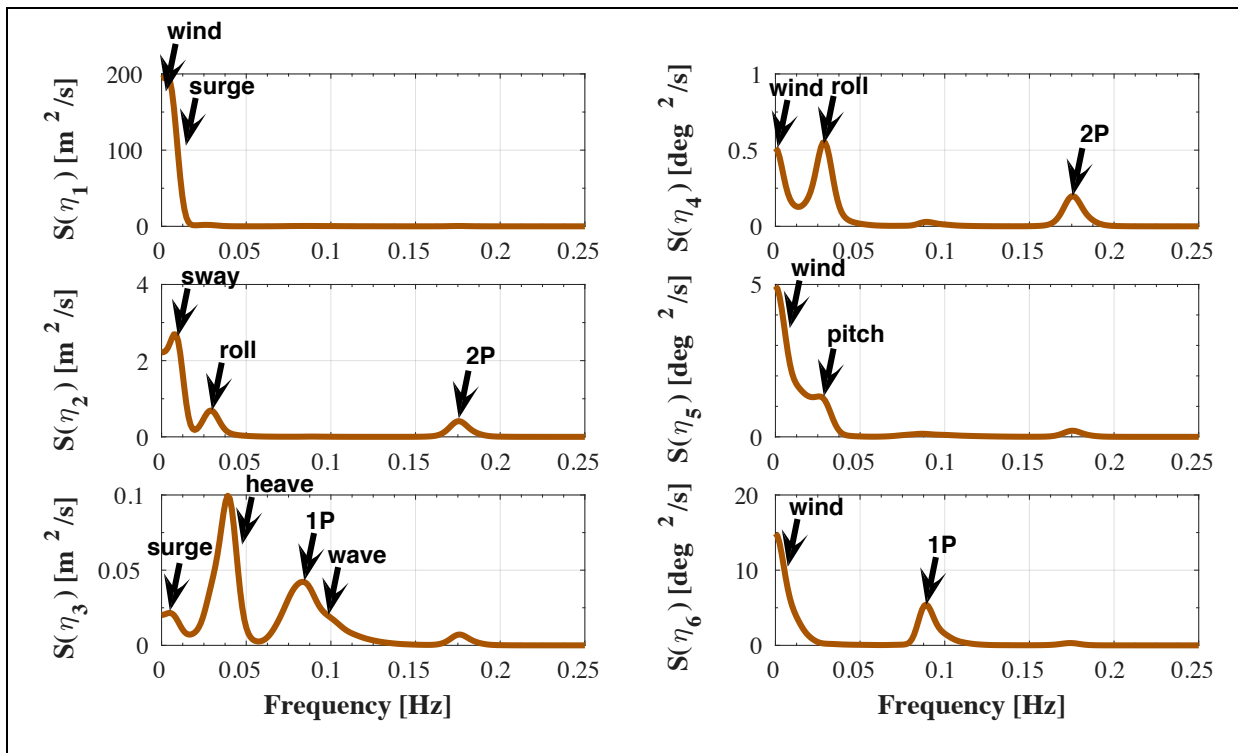 wind
surge
200
100
0
S(η1) [m 2/s]
0 0.05 0.1 0.15 0.2 0.25
sway
roll
2P
4
2
0
S(η2) [m 2/s]
0 0.05 0.1 0.15 0.2 0.25
surge
heave
1P
wave
0.1
0.05
0
S(η3) [m 2/s]
0 0.05 0.1 0.15 0.2 0.25
Frequency [Hz]
wind
roll
2P
1
0.5
0
S(η4) [deg 2/s]
0 0.05 0.1 0.15 0.2 0.25
wind
pitch
5
0
S(η5) [deg 2/s]
0 0.05 0.1 0.15 0.2 0.25
wind
1P
20
10
0
S(η6) [deg 2/s]
0 0.05 0.1 0.15 0.2 0.25
Frequency [Hz]